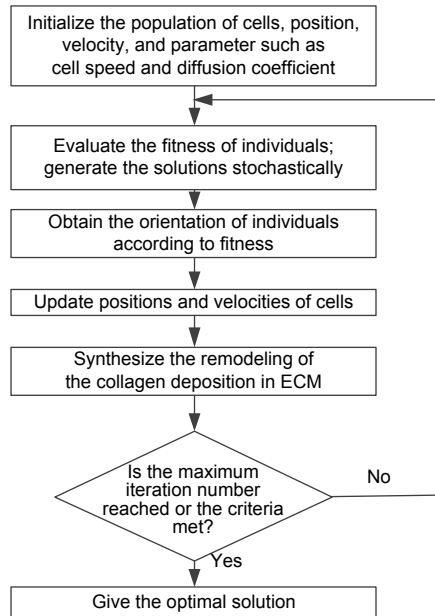 Initialize the population of cells, position,
velocity, and parameter such as
cell speed and diffusion coefficient
Evaluate the fitness of individuals;
generate the solutions stochastically
Obtain the orientation of individuals
according to fitness
Update positions and velocities of cells
Synthesize the remodeling of
the collagen deposition in ECM
Is the maximum
iteration number
reached or the criteria
met?
No
Yes
Give the optimal solution